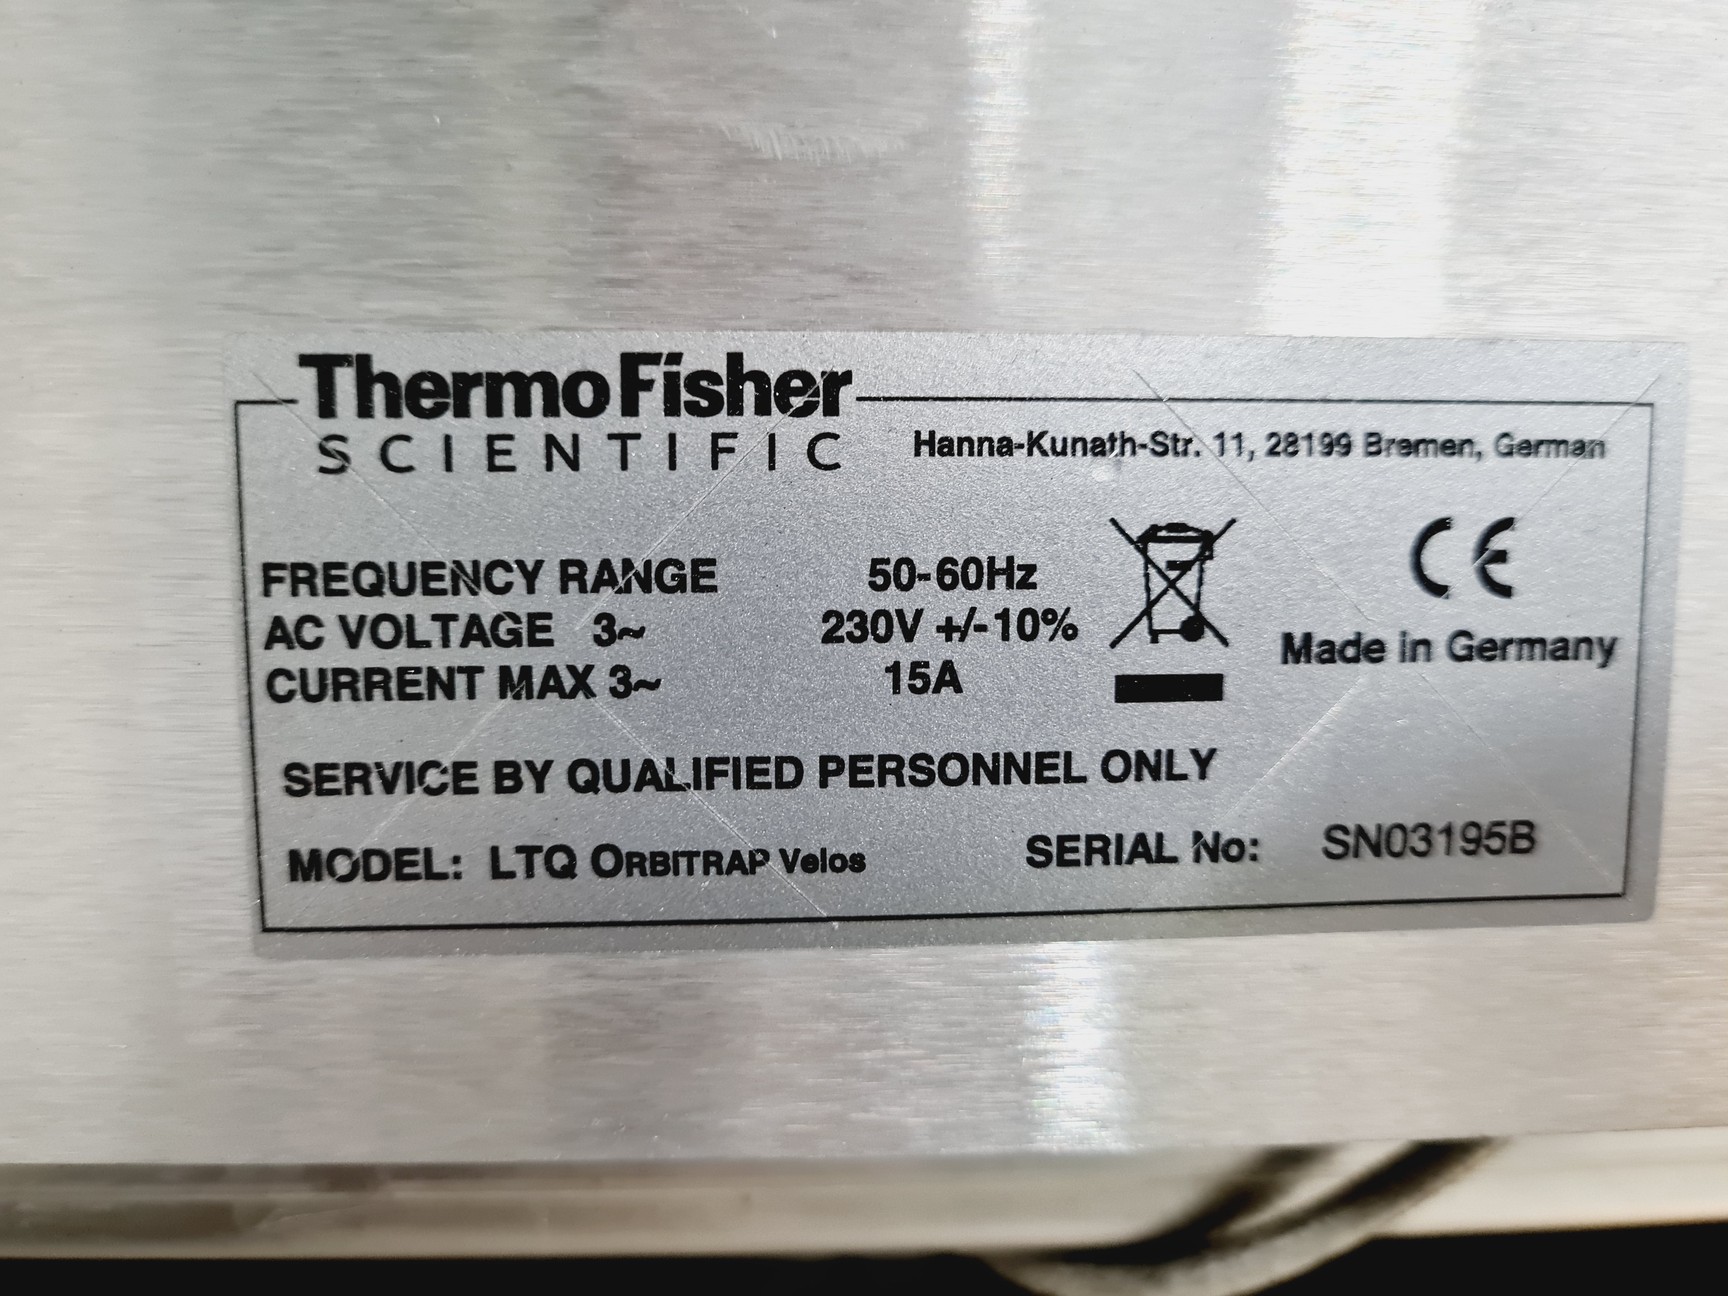 ThermoFisher
SCIENTIFIC
Hanna-Kunath-Str. 11, 28199 Bremen, German
FREQUENCY RANGE 50-60Hz
AC VOLTAGE 3~ 230V +/-10%
CURRENT MAX 3~ 15A
CE
Made in Germany
SERVICE BY QUALIFIED PERSONNEL ONLY
MODEL: LTQ ORBITRAP Velos SERIAL No: SN03195B